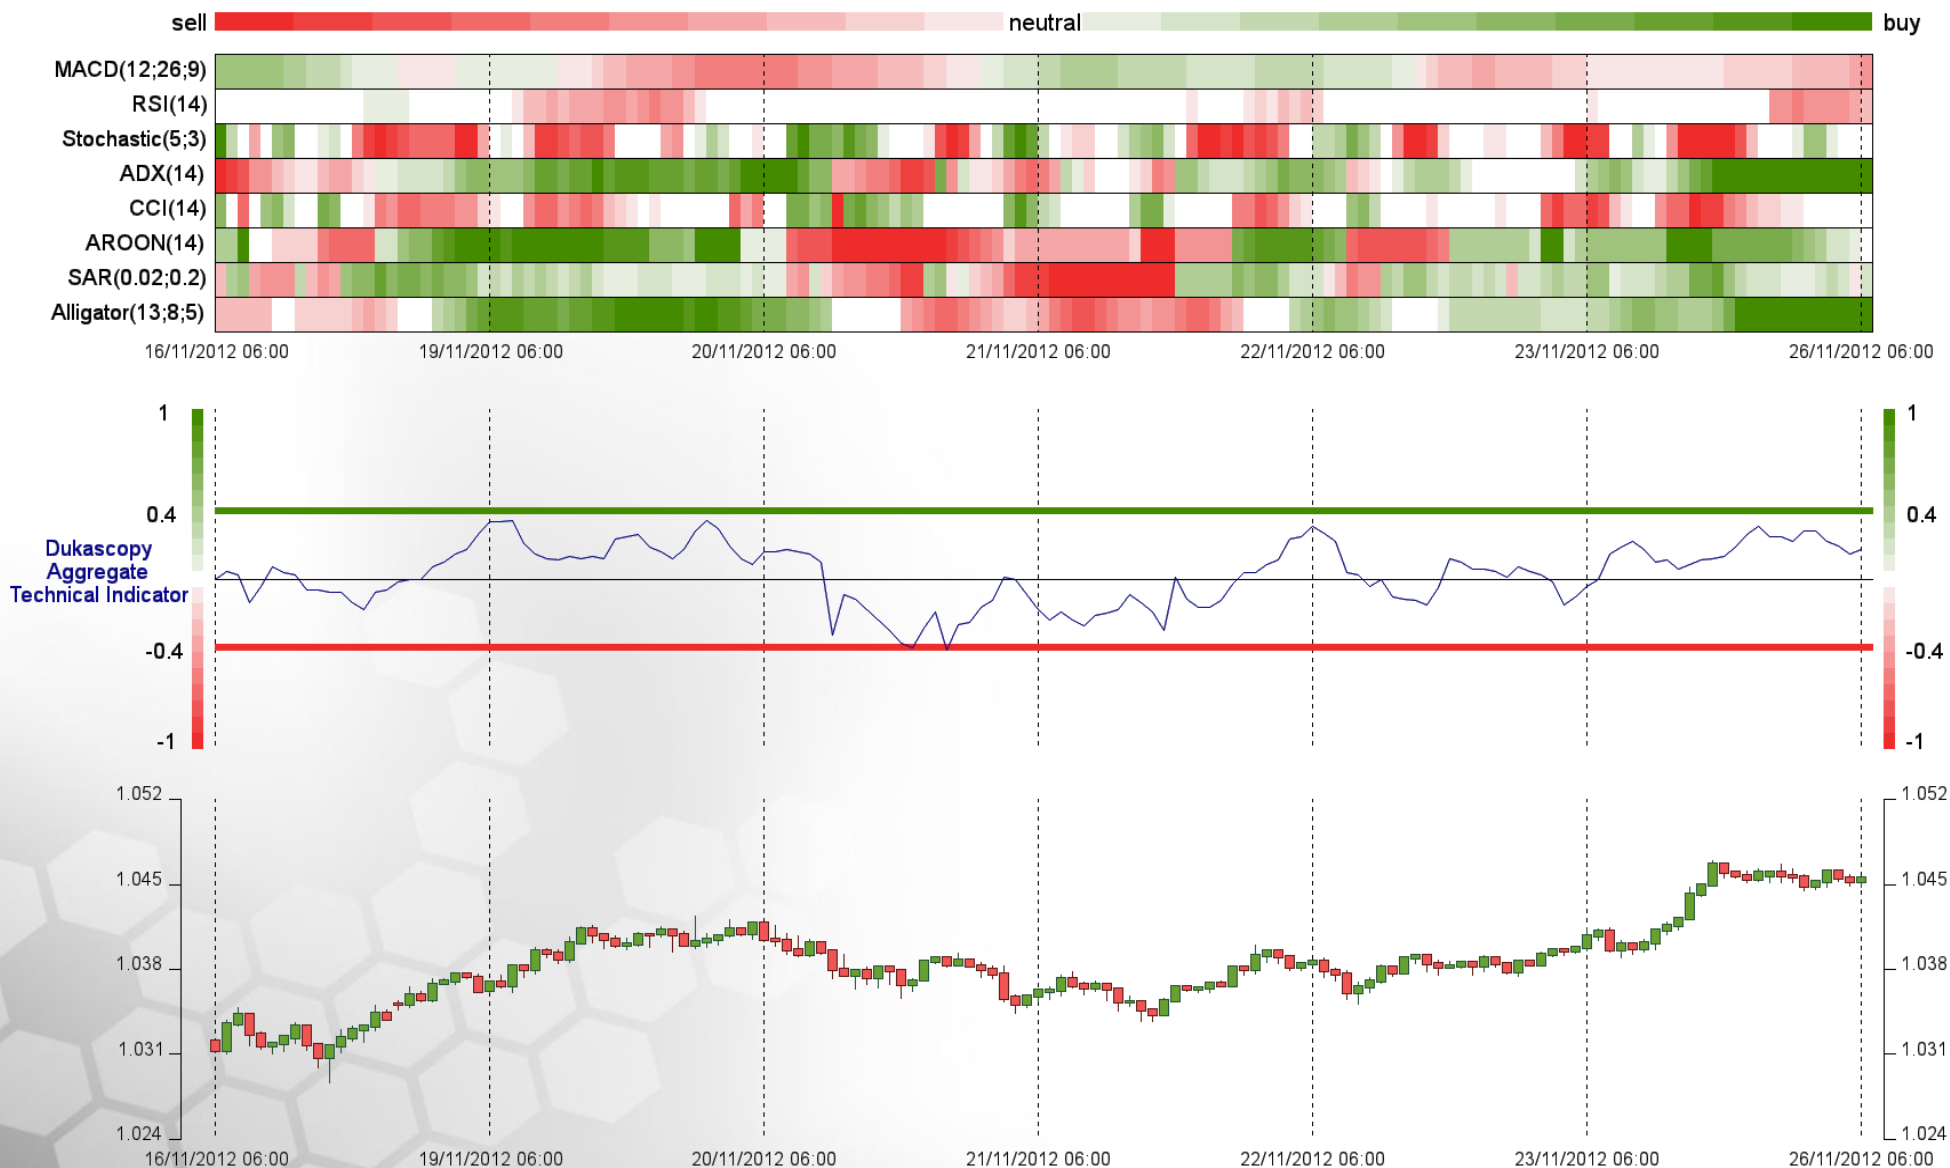 sell neutral buy
MACD(12;26;9)
RSI(14)
Stochastic(5;3)
ADX(14)
CCI(14)
AROON(14)
SAR(0.02;0.2)
Alligator(13;8;5)
16/11/2012 06:00 19/11/2012 06:00 20/11/2012 06:00 21/11/2012 06:00 22/11/2012 06:00 23/11/2012 06:00 26/11/2012 06:00
1 1
0.4 0.4
Dukascopy
Aggregate
Technical Indicator
-0.4 -0.4
-1 -1
1.052 1.052
1.045 1.045
1.038 1.038
1.031 1.031
1.024 1.024
16/11/2012 06:00 19/11/2012 06:00 20/11/2012 06:00 21/11/2012 06:00 22/11/2012 06:00 23/11/2012 06:00 26/11/2012 06:00